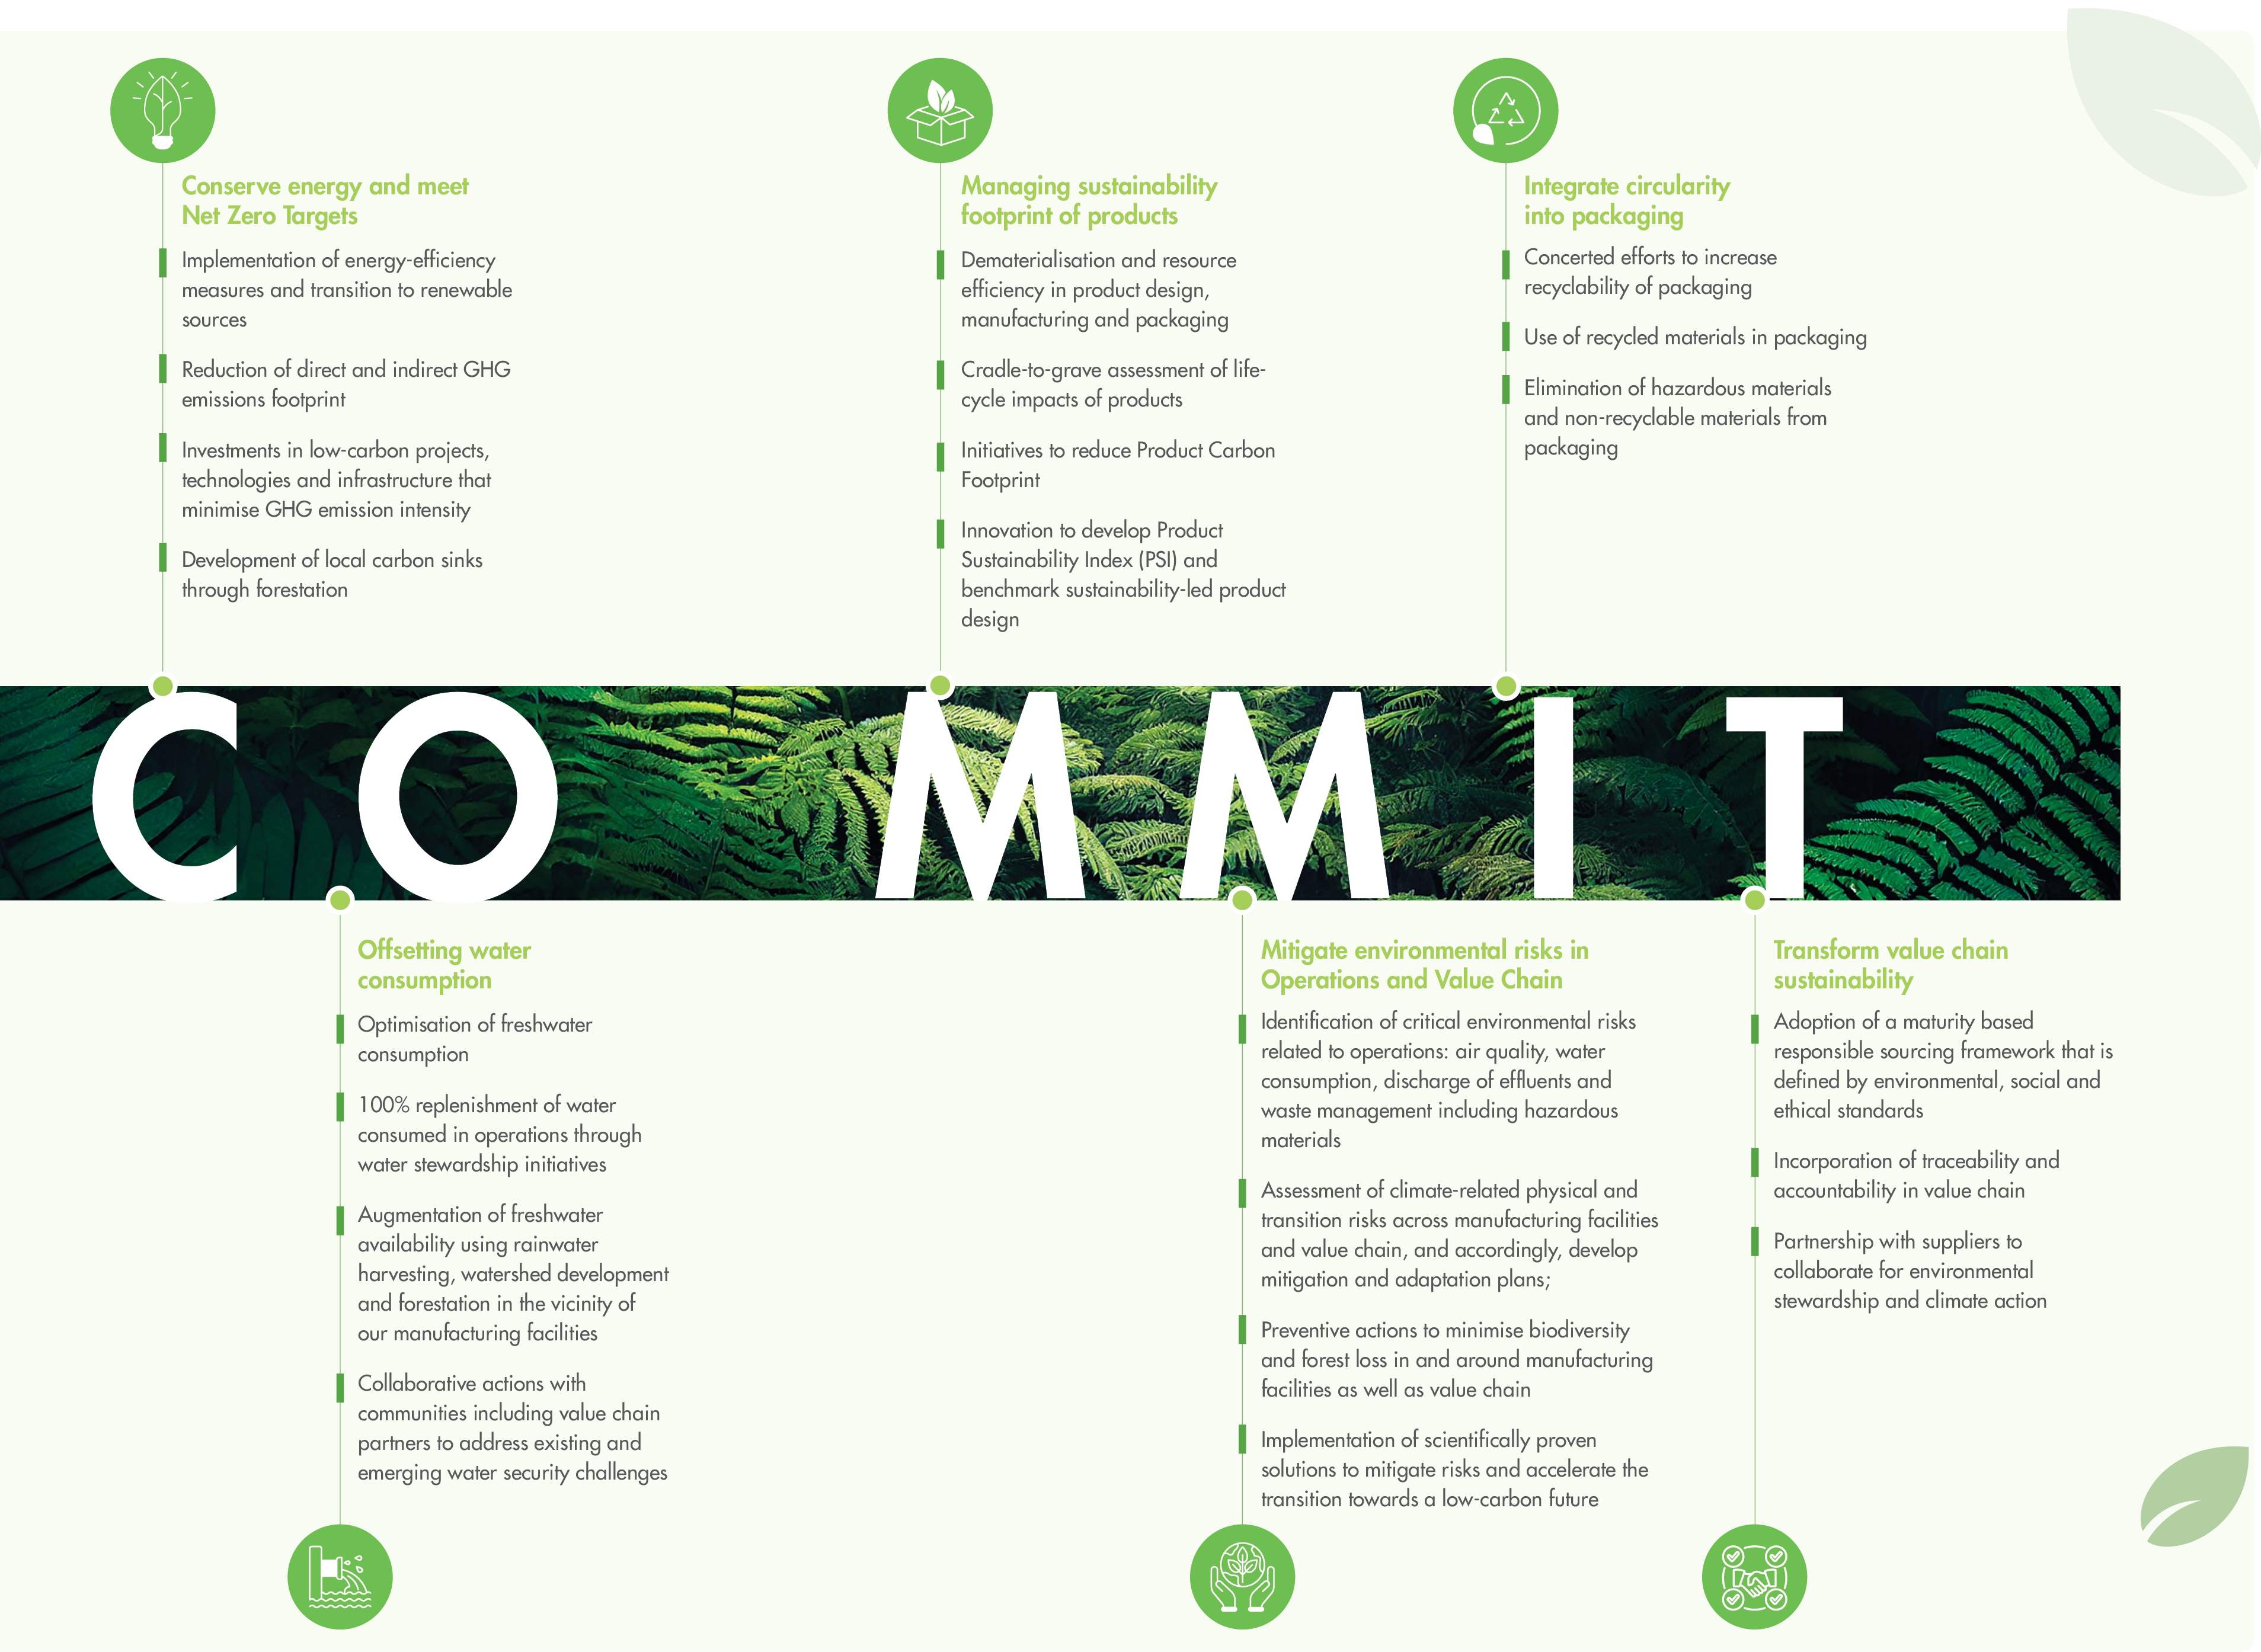 Conserve energy and meet
Net Zero Targets
Implementation of energy-efficiency
measures and transition to renewable
sources
Reduction of direct and indirect GHG
emissions footprint
Investments in low-carbon projects,
technologies and infrastructure that
minimise GHG emission intensity
Development of local carbon sinks
through forestation
Managing sustainability
footprint of products
Dematerialisation and resource
efficiency in product design,
manufacturing and packaging
Cradle-to-grave assessment of life-
cycle impacts of products
Initiatives to reduce Product Carbon
Footprint
Innovation to develop Product
Sustainability Index (PSI) and
benchmark sustainability-led product
design
Integrate circularity
into packaging
Concerted efforts to increase
recyclability of packaging
Use of recycled materials in packaging
Elimination of hazardous materials
and non-recyclable materials from
packaging
COMMIT
Offsetting water
consumption
Optimisation of freshwater
consumption
100% replenishment of water
consumed in operations through
water stewardship initiatives
Augmentation of freshwater
availability using rainwater
harvesting, watershed development
and forestation in the vicinity of
our manufacturing facilities
Collaborative actions with
communities including value chain
partners to address existing and
emerging water security challenges
Mitigate environmental risks in
Operations and Value Chain
Identification of critical environmental risks
related to operations: air quality, water
consumption, discharge of effluents and
waste management including hazardous
materials
Assessment of climate-related physical and
transition risks across manufacturing facilities
and value chain, and accordingly, develop
mitigation and adaptation plans;
Preventive actions to minimise biodiversity
and forest loss in and around manufacturing
facilities as well as value chain
Implementation of scientifically proven
solutions to mitigate risks and accelerate the
transition towards a low-carbon future
Transform value chain
sustainability
Adoption of a maturity based
responsible sourcing framework that is
defined by environmental, social and
ethical standards
Incorporation of traceability and
accountability in value chain
Partnership with suppliers to
collaborate for environmental
stewardship and climate action